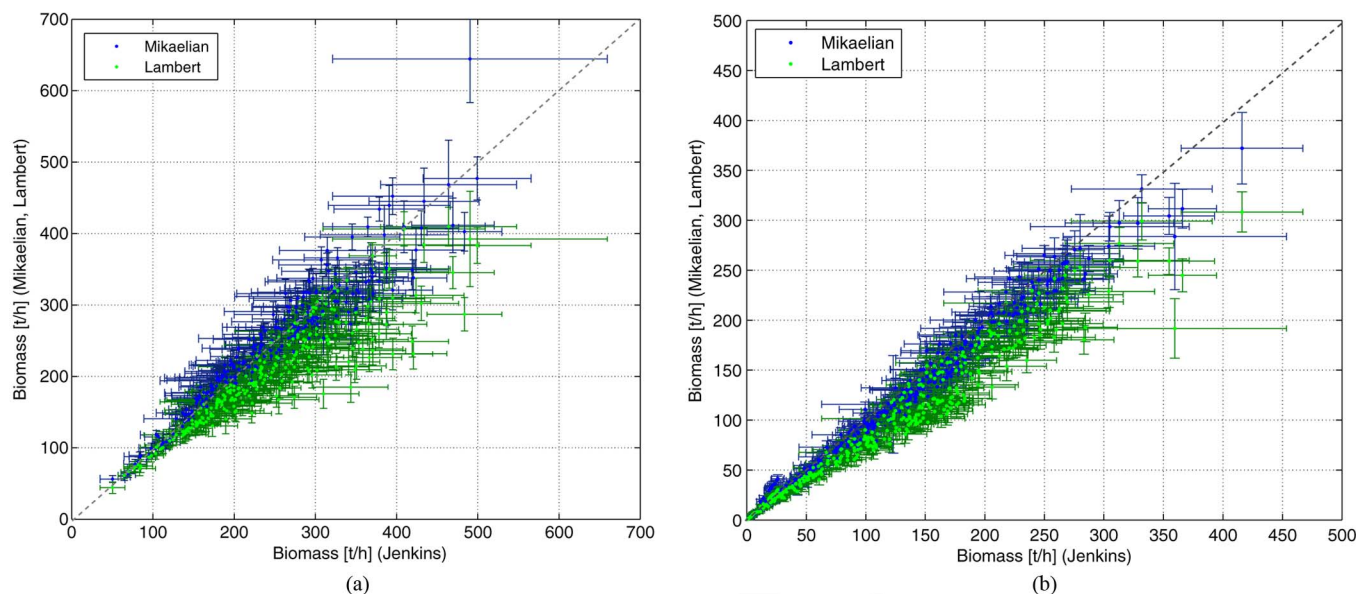 700
600
500
400
300
200
100
0
Biomass [t/h] (Mikaelian, Lambert)
Mikaelian
Lambert
0 100 200 300 400 500 600 700
Biomass [t/h] (Jenkins)
(a)
500
450
400
350
300
250
200
150
100
50
0
Biomass [t/h] (Mikaelian, Lambert)
Mikaelian
Lambert
0 50 100 150 200 250 300 350 400 450 500
Biomass [t/h] (Jenkins)
(b)